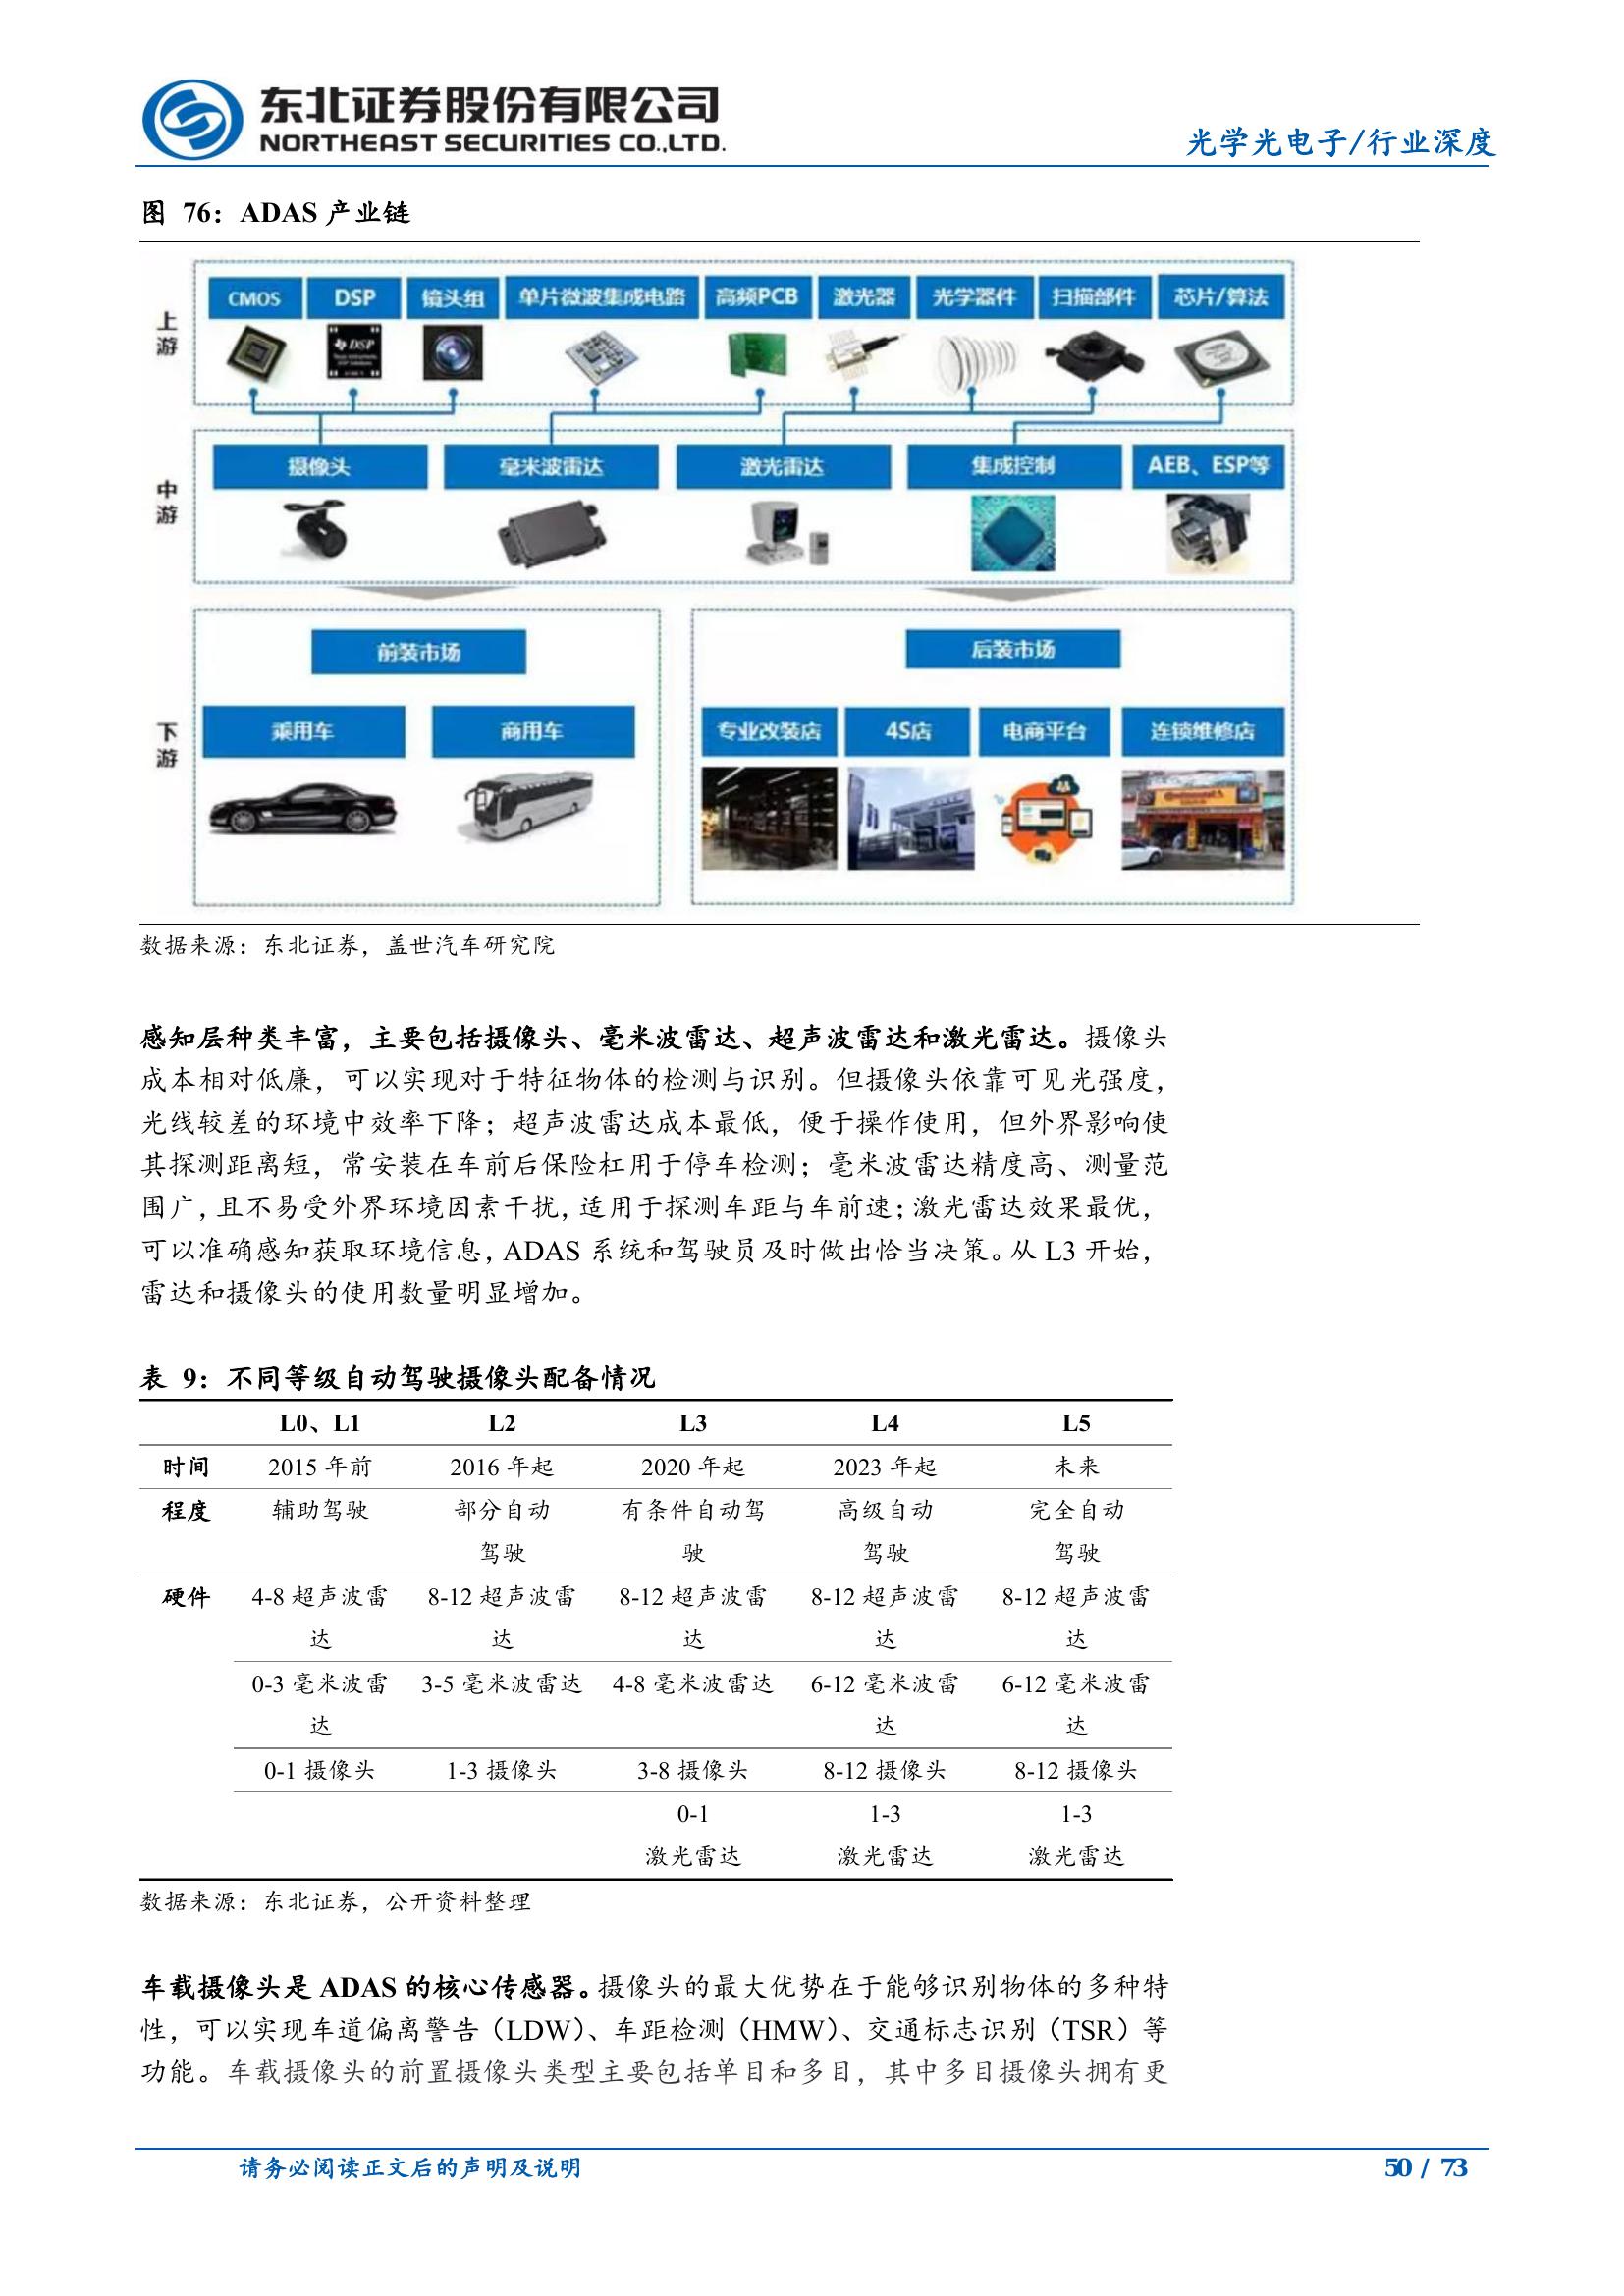 东北证券股份有限公司
NORTHEAST SECURITIES CO.,LTD.
光学光电子/行业深度
图 76：ADAS 产业链
上游
CMOS DSP 镜头组 单片微波集成电路 高频PCB 激光器 光学器件 扫描部件 芯片/算法
DSP
中游
摄像头 毫米波雷达 激光雷达 集成控制 AEB、ESP等
下游
前装市场 后装市场
乘用车 商用车 专业改装店 4S店 电商平台 连锁维修店
数据来源：东北证券，盖世汽车研究院
感知层种类丰富，主要包括摄像头、毫米波雷达、超声波雷达和激光雷达。摄像头
成本相对低廉，可以实现对于特征物体的检测与识别。但摄像头依靠可见光强度，
光线较差的环境中效率下降；超声波雷达成本最低，便于操作使用，但外界影响使
其探测距离短，常安装在车前后保险杠用于停车检测；毫米波雷达精度高、测量范
围广，且不易受外界环境因素干扰，适用于探测车距与车前速；激光雷达效果最优，
可以准确感知获取环境信息，ADAS 系统和驾驶员及时做出恰当决策。从 L3 开始，
雷达和摄像头的使用数量明显增加。
表 9：不同等级自动驾驶摄像头配备情况
L0、L1 L2 L3 L4 L5
时间 2015 年前 2016 年起 2020 年起 2023 年起 未来
程度 辅助驾驶 部分自动 有条件自动驾 高级自动 完全自动
驾驶 驶 驾驶 驾驶
硬件 4-8 超声波雷 8-12 超声波雷 8-12 超声波雷 8-12 超声波雷 8-12 超声波雷
达 达 达 达 达
0-3 毫米波雷 3-5 毫米波雷达 4-8 毫米波雷达 6-12 毫米波雷 6-12 毫米波雷
达 达 达
0-1 摄像头 1-3 摄像头 3-8 摄像头 8-12 摄像头 8-12 摄像头
0-1 1-3 1-3
激光雷达 激光雷达 激光雷达
数据来源：东北证券，公开资料整理
车载摄像头是 ADAS 的核心传感器。摄像头的最大优势在于能够识别物体的多种特
性，可以实现车道偏离警告（LDW）、车距检测（HMW）、交通标志识别（TSR）等
功能。车载摄像头的前置摄像头类型主要包括单目和多目，其中多目摄像头拥有更
请务必阅读正文后的声明及说明
50 / 73